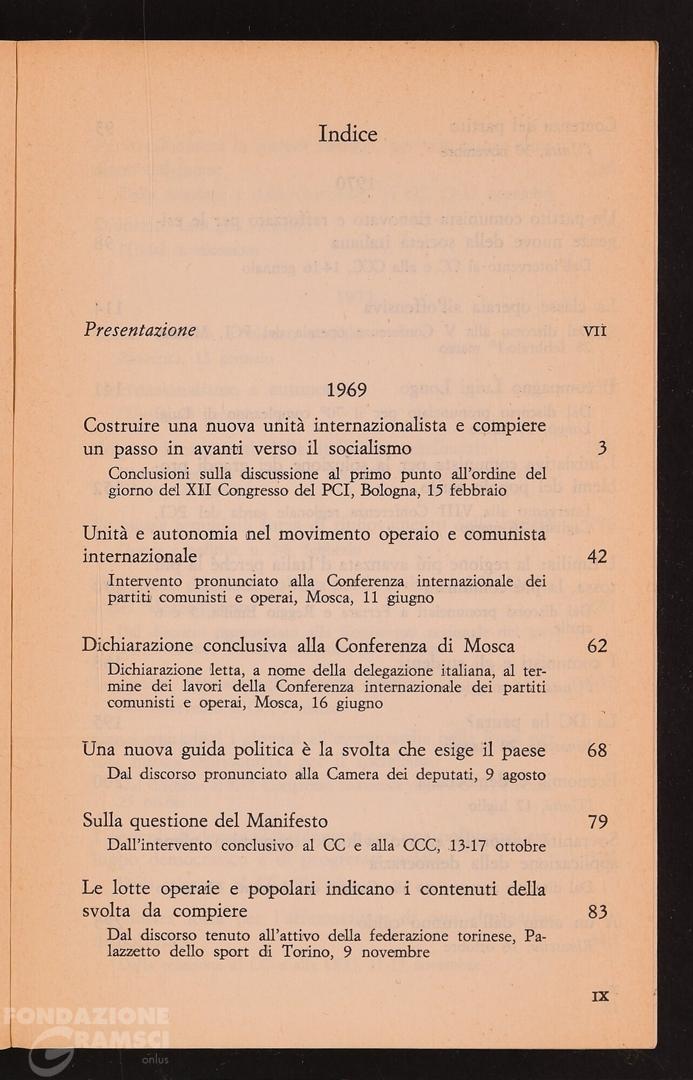 Indice
Presentazione VII
1969
Costruire una nuova unità internazionalista e compiere
un passo in avanti verso il socialismo 3
Conclusioni sulla discussione al primo punto all'ordine del
giorno del XII Congresso del PCI, Bologna, 15 febbraio
Unità e autonomia nel movimento operaio e comunista
internazionale 42
Intervento pronunciato alla Conferenza internazionale dei
partiti comunisti e operai, Mosca, 11 giugno
Dichiarazione conclusiva alla Conferenza di Mosca 62
Dichiarazione letta, a nome della delegazione italiana, al ter-
mine dei lavori della Conferenza internazionale dei partiti
comunisti e operai, Mosca, 16 giugno
Una nuova guida politica è la svolta che esige il paese 68
Dal discorso pronunciato alla Camera dei deputati, 9 agosto
Sulla questione del Manifesto 79
Dall'intervento conclusivo al CC e alla CCC, 13-17 ottobre
Le lotte operaie e popolari indicano i contenuti della
svolta da compiere 83
Dal discorso tenuto all'attivo della federazione torinese, Pa-
lazzetto dello sport di Torino, 9 novembre
IX
FONDAZIONE
GRAMSCI
onlus